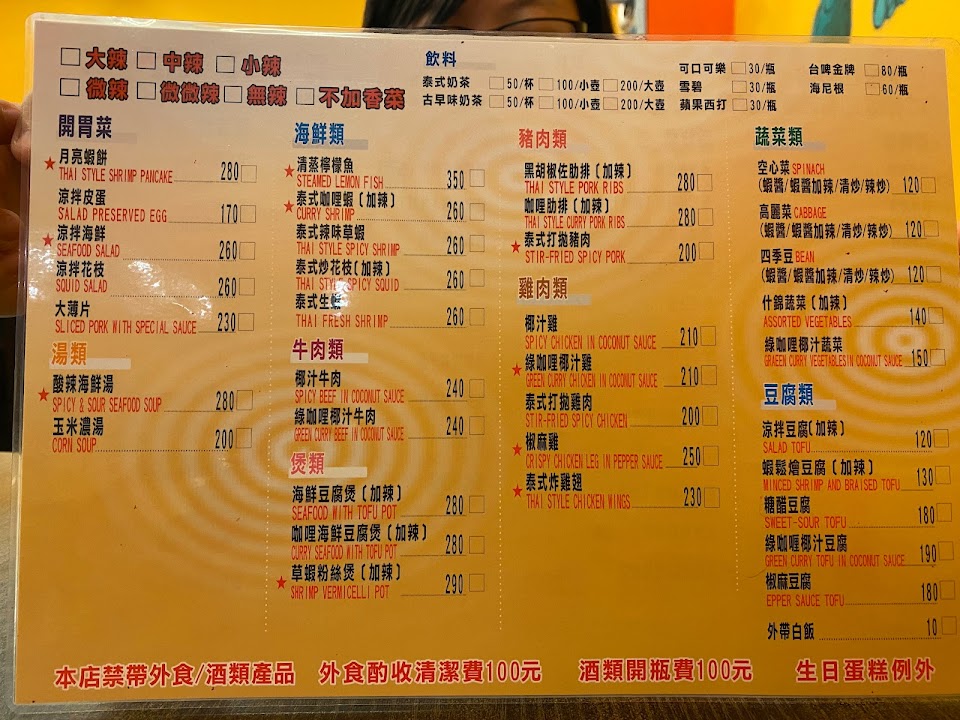 □大辣 □中辣 □小辣
□微辣 □微微辣 □無辣 □不加香菜
飲料
泰式奶茶 □50/杯 □100/小壺 □200/大壺
古早味奶茶 □50/杯 □100/小壺 □200/大壺
可口可樂 □30/瓶
雪碧 □30/瓶
蘋果西打 □30/瓶
台啤金牌 □80/瓶
海尼根 □60/瓶
開胃菜
★月亮蝦餅 280□
THAI STYLE SHRIMP PANCAKE
涼拌皮蛋 170□
SALAD PRESERVED EGG
★涼拌海鮮 260□
SEAFOOD SALAD
涼拌花枝 260□
SQUID SALAD
大薄片 230□
SLICED PORK WITH SPECIAL SAUCE
湯類
★酸辣海鮮湯 280□
SPICY & SOUR SEAFOOD SOUP
玉米濃湯 200□
CORN SOUP
海鮮類
★清蒸檸檬魚 350□
STEAMED LEMON FISH
★泰式咖哩蝦(加辣) 260□
CURRY SHRIMP
泰式辣味草蝦 260□
THAI STYLE SPICY SHRIMP
泰式炒花枝(加辣) 260□
THAI STYLE SPICY SQUID
泰式生蝦 260□
THAI FRESH SHRIMP
牛肉類
椰汁牛肉 240□
SPICY BEEF IN COCONUT SAUCE
綠咖哩椰汁牛肉 240□
GREEN CURRY BEEF IN COCONUT SAUCE
煲類
海鮮豆腐煲(加辣) 280□
SEAFOOD WITH TOFU POT
咖哩海鮮豆腐煲(加辣) 280□
CURRY SEAFOOD WITH TOFU POT
★草蝦粉絲煲(加辣) 290□
SHRIMP VERMICELLI POT
豬肉類
黑胡椒佐肋排(加辣) 280□
THAI STYLE PORK RIBS
咖哩肋排(加辣) 280□
THAI STYLE CURRY PORK RIBS
★泰式打拋豬肉 200□
STIR-FRIED SPICY PORK
雞肉類
椰汁雞 210□
SPICY CHICKEN IN COCONUT SAUCE
★綠咖哩椰汁雞 210□
GREEN CURRY CHICKEN IN COCONUT SAUCE
泰式打拋雞肉 200□
STIR-FRIED SPICY CHICKEN
★椒麻雞 250□
CRISPY CHICKEN LEG IN PEPPER SAUCE
★泰式炸雞翅 230□
THAI STYLE CHICKEN WINGS
蔬菜類
空心菜 SPINACH
(蝦醬/蝦醬加辣/清炒/辣炒) 120□
高麗菜 CABBAGE
(蝦醬/蝦醬加辣/清炒/辣炒) 120□
四季豆 BEAN
(蝦醬/蝦醬加辣/清炒/辣炒) 120□
什錦蔬菜(加辣) 140□
ASSORTED VEGETABLES
綠咖哩椰汁蔬菜 150□
GRAEEN CURRY VEGETABLES IN COCONUT SAUCE
豆腐類
涼拌豆腐(加辣) 120□
SALAD TOFU
蝦鬆燴豆腐(加辣) 130□
MINCED SHRIMP AND BRAISED TOFU
糖醋豆腐 180□
SWEET-SOUR TOFU
綠咖喱椰汁豆腐 190□
GREEN CURRY TOFU IN COCONUT SAUCE
椒麻豆腐 180□
EPPER SAUCE TOFU
外帶白飯 10□
本店禁帶外食/酒類產品 外食酌收清潔費100元 酒類開瓶費100元 生日蛋糕例外